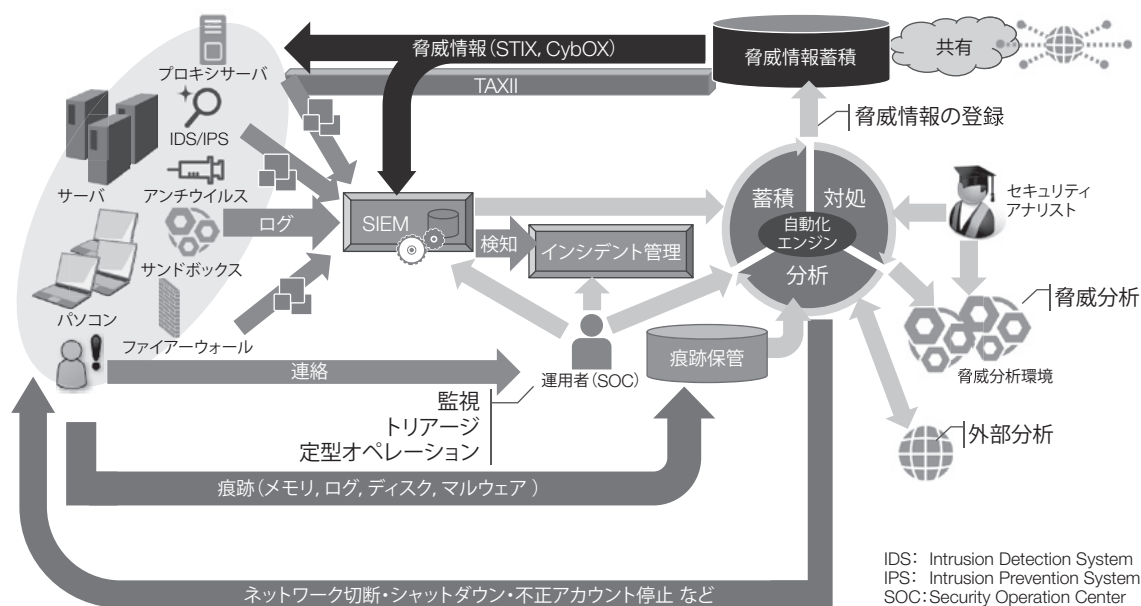 脅威情報（STIX, CybOX）
TAXII
脅威情報蓄積
共有
脅威情報の登録
プロキシサーバ
IDS/IPS
サーバ
アンチウイルス
ログ
サンドボックス
パソコン
ファイアーウォール
SIEM
検知
インシデント管理
蓄積
対処
自動化
エンジン
分析
セキュリティ
アナリスト
脅威分析
脅威分析環境
外部分析
連絡
運用者（SOC）
監視
トリアージ
定型オペレーション
痕跡保管
痕跡（メモリ, ログ, ディスク, マルウェア ）
ネットワーク切断・シャットダウン・不正アカウント停止 など
IDS： Intrusion Detection System
IPS： Intrusion Prevention System
SOC：Security Operation Center